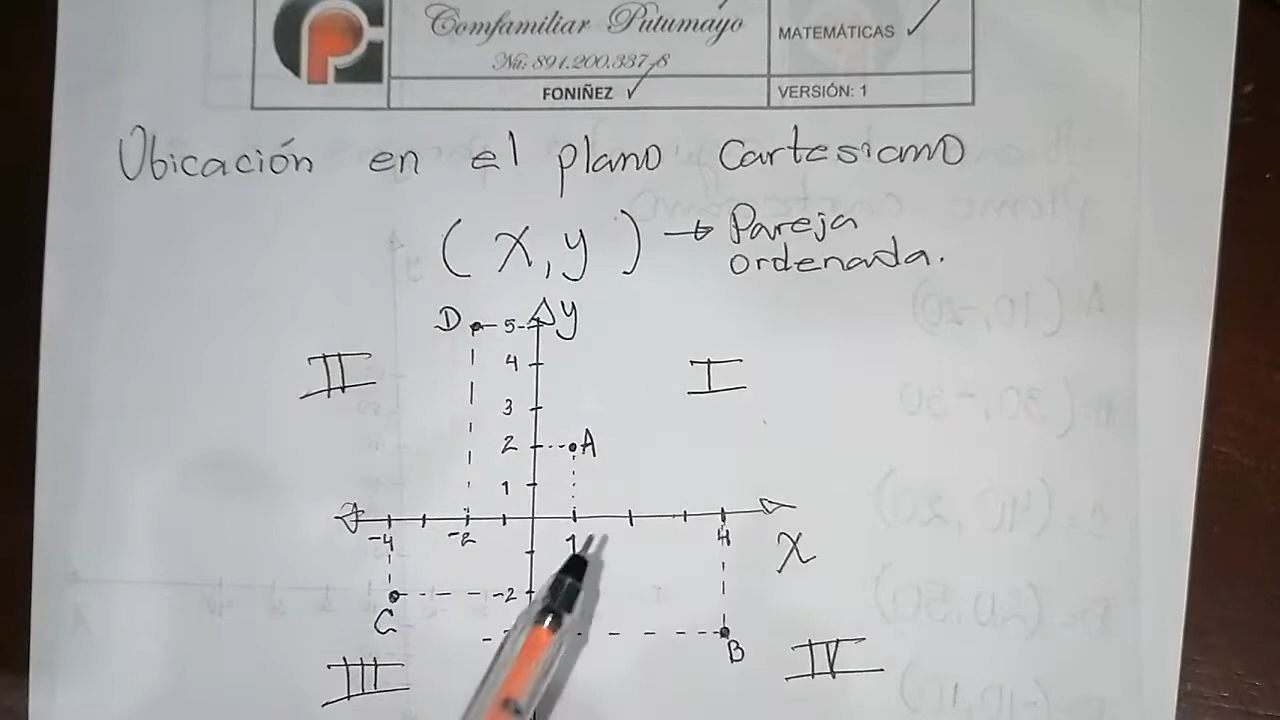 Comfamiliar Putumayo
Nit: 891.200.337-8
MATEMÁTICAS
FONIÑEZ
VERSIÓN: 1
Ubicación en el plano Cartesiano
(x, y) → Pareja
ordenada.
D 5 y
II 4 I
3
2 A
1
-4 -2 1 4 X
C -2
B
III IV